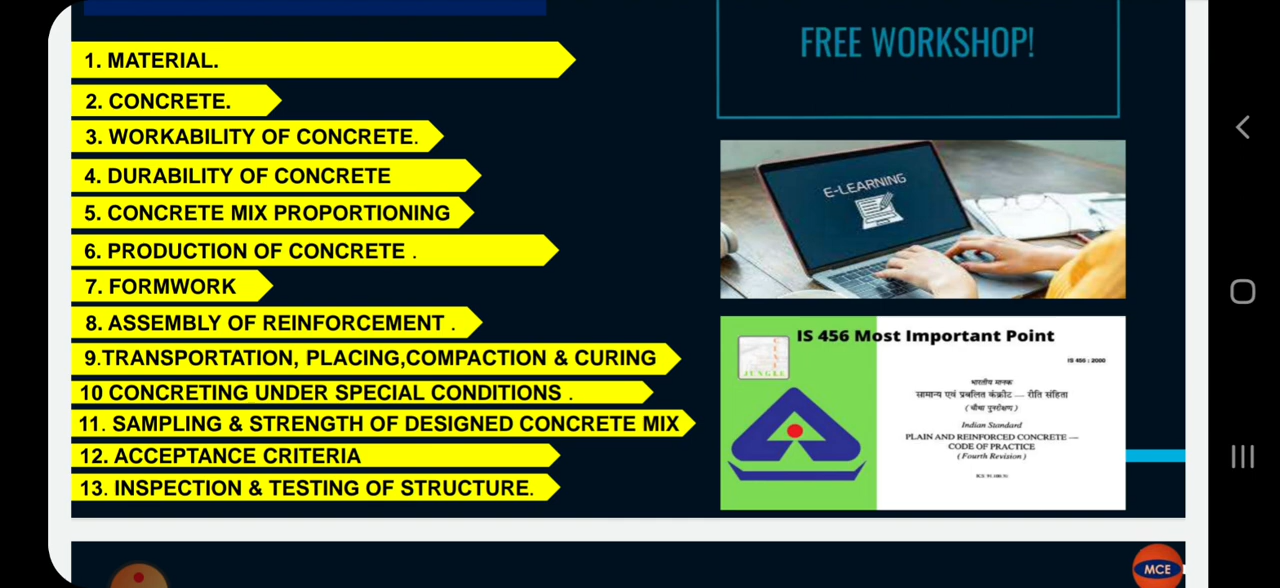 1. MATERIAL.
2. CONCRETE.
3. WORKABILITY OF CONCRETE.
4. DURABILITY OF CONCRETE
5. CONCRETE MIX PROPORTIONING
6. PRODUCTION OF CONCRETE .
7. FORMWORK
8. ASSEMBLY OF REINFORCEMENT .
9.TRANSPORTATION, PLACING,COMPACTION & CURING
10 CONCRETING UNDER SPECIAL CONDITIONS .
11. SAMPLING & STRENGTH OF DESIGNED CONCRETE MIX
12. ACCEPTANCE CRITERIA
13. INSPECTION & TESTING OF STRUCTURE.
FREE WORKSHOP!
E-LEARNING
IS 456 Most Important Point
JUNGLE
IS 456 : 2000
भारतीय मानक
सामान्य एवं प्रबलित कंक्रीट — रीति संहिता
( चौथा पुनरीक्षण )
Indian Standard
PLAIN AND REINFORCED CONCRETE —
CODE OF PRACTICE
( Fourth Revision )
MCE